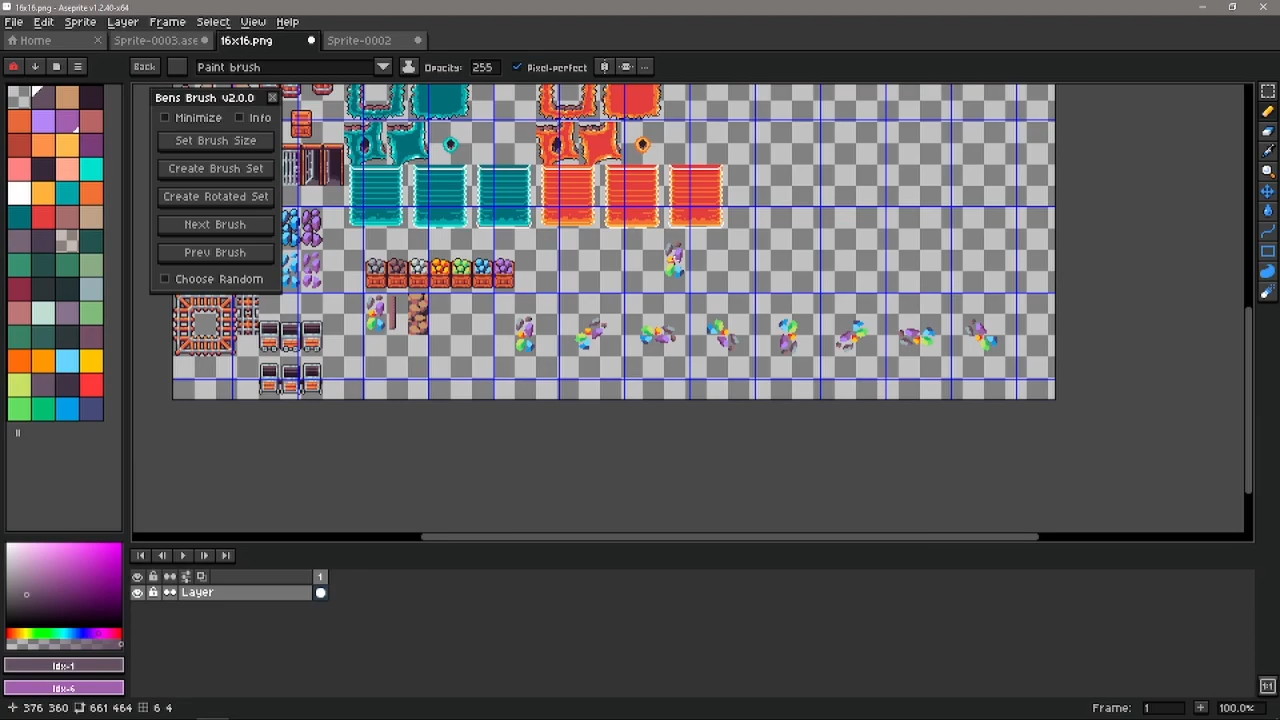 16x16.png - Aseprite v1.2.40-x64
File Edit Sprite Layer Frame Select View Help
Home Sprite-0003.ase 16x16.png Sprite-0002
Back Paint brush Opacity: 255 Pixel-perfect ...
Bens Brush v2.0.0
Minimize Info
Set Brush Size
Create Brush Set
Create Rotated Set
Next Brush
Prev Brush
Choose Random
1
Layer
Idx-1
Idx-6
376 360 661 464 6 4 Frame: 1 100.0%
1:1